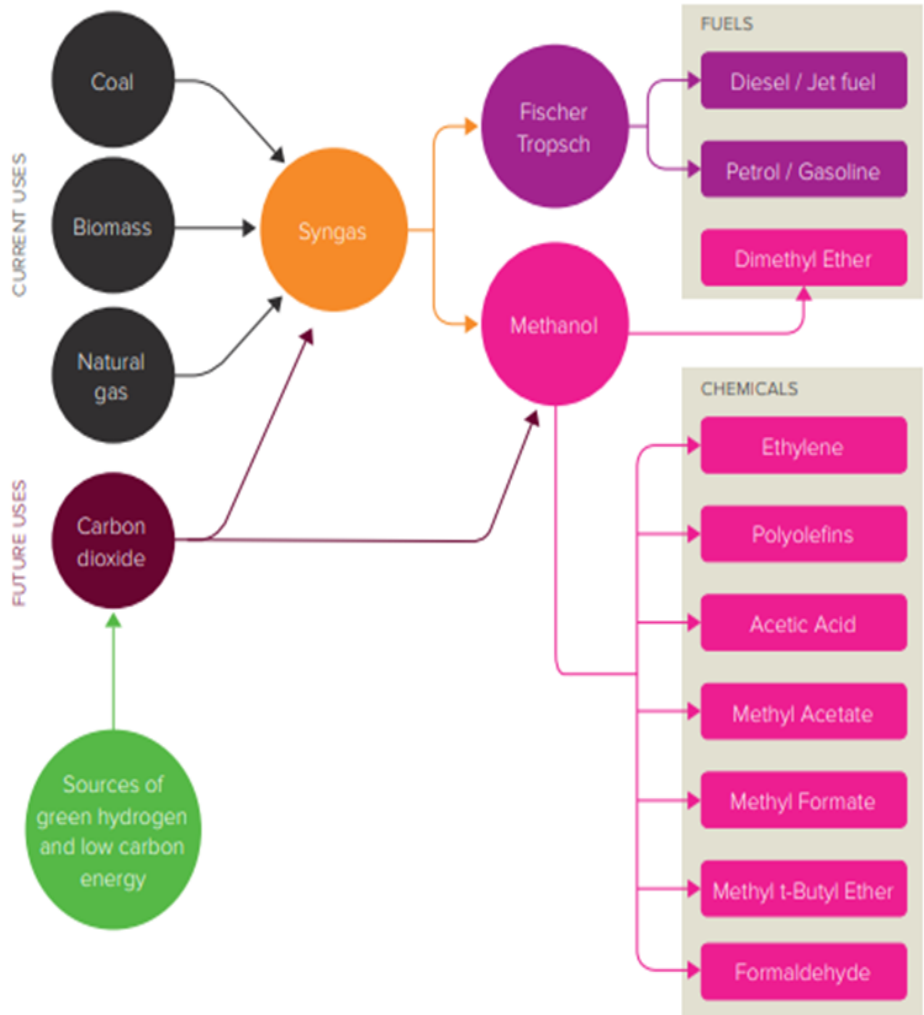 CURRENT USES
Coal
Biomass
Natural
gas
FUTURE USES
Carbon
dioxide
Sources of
green hydrogen
and low carbon
energy
Syngas
Fischer
Tropsch
Methanol
FUELS
Diesel / Jet fuel
Petrol / Gasoline
Dimethyl Ether
CHEMICALS
Ethylene
Polyolefins
Acetic Acid
Methyl Acetate
Methyl Formate
Methyl t-Butyl Ether
Formaldehyde